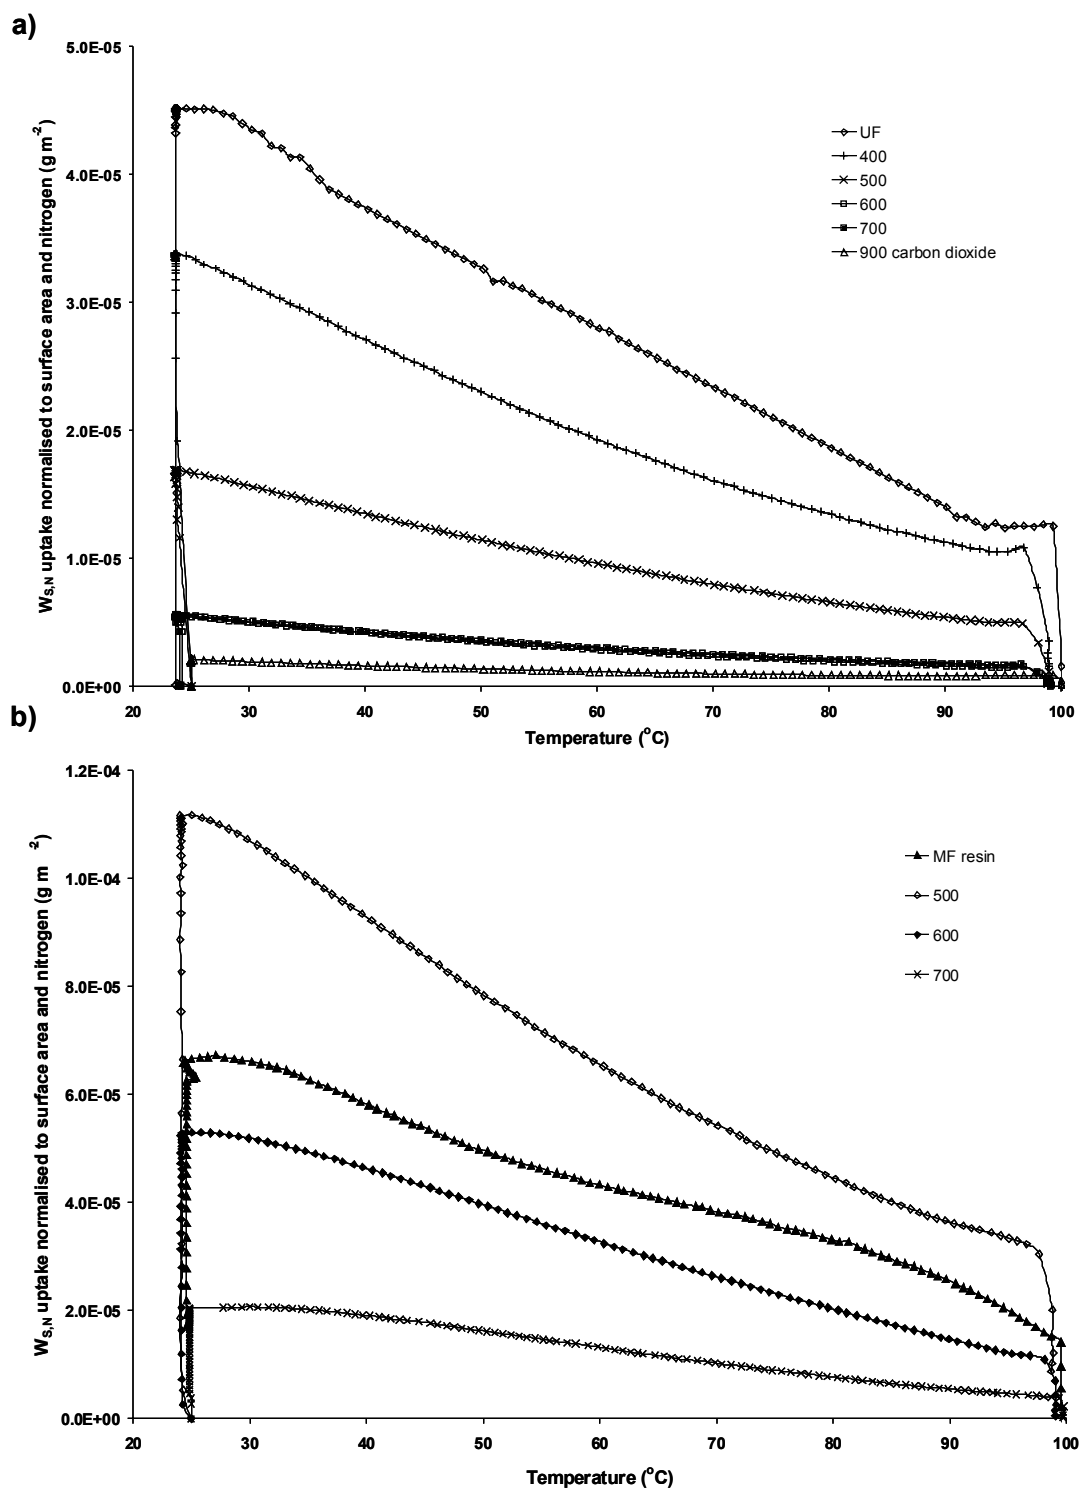 a)
5.0E-05
4.0E-05
3.0E-05
2.0E-05
1.0E-05
0.0E+00
W S,N uptake normalised to surface area and nitrogen (g m-2)
UF
400
500
600
700
900 carbon dioxide
20 30 40 50 60 70 80 90 100
Temperature (oC)
b)
1.2E-04
1.0E-04
8.0E-05
6.0E-05
4.0E-05
2.0E-05
0.0E+00
W S,N uptake normalised to surface area and nitrogen (g m -2)
MF resin
500
600
700
20 30 40 50 60 70 80 90 100
Temperature (oC)